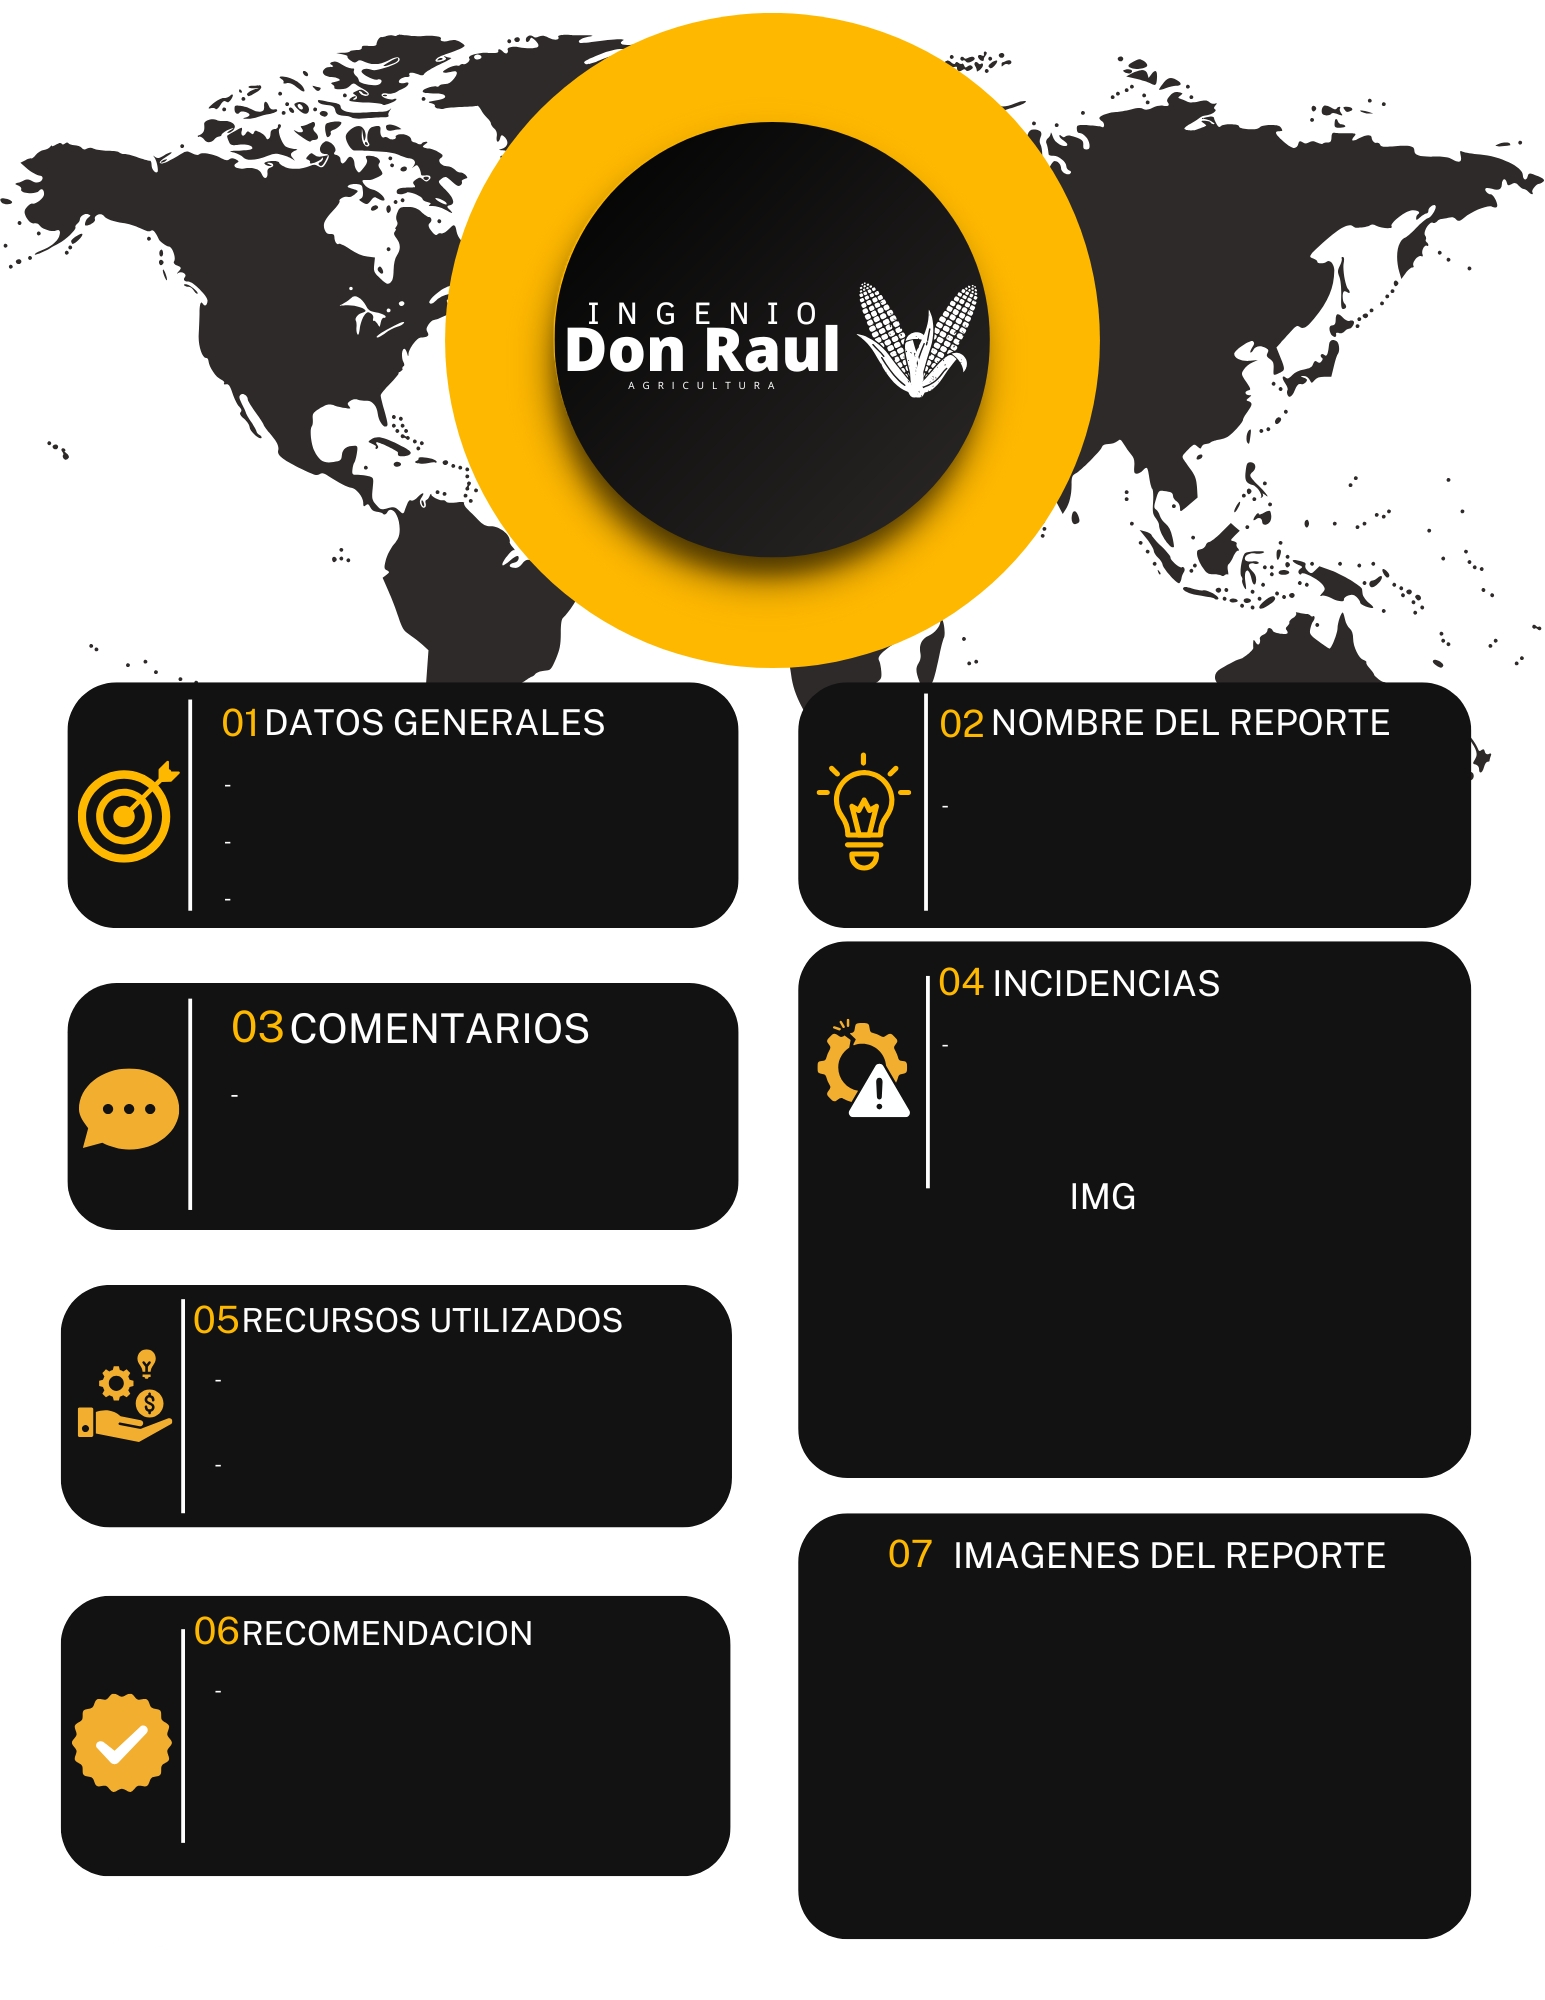 INGENIO
Don Raul
AGRICULTURA
01 DATOS GENERALES
-
-
-
02 NOMBRE DEL REPORTE
-
03 COMENTARIOS
-
04 INCIDENCIAS
-
IMG
05 RECURSOS UTILIZADOS
-
-
06 RECOMENDACION
-
07 IMAGENES DEL REPORTE